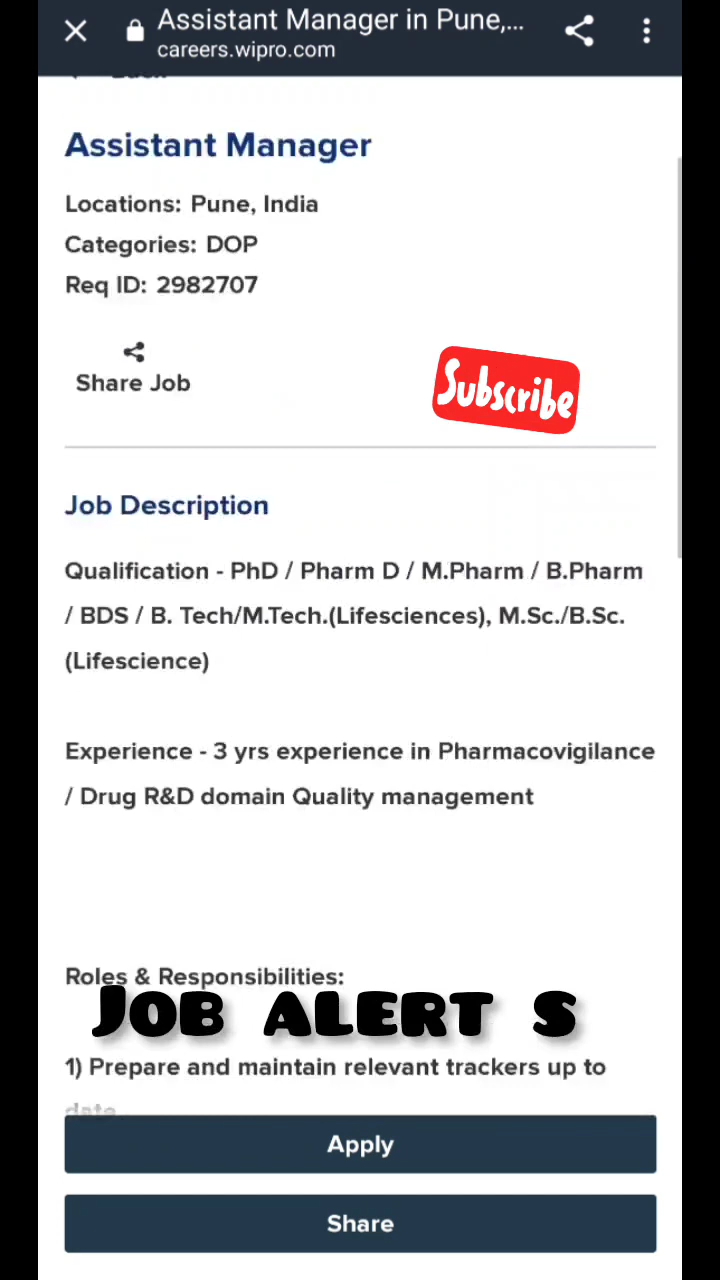 Assistant Manager in Pune,...
careers.wipro.com
Assistant Manager
Locations: Pune, India
Categories: DOP
Req ID: 2982707
Share Job
Subscribe
Job Description
Qualification - PhD / Pharm D / M.Pharm / B.Pharm
/ BDS / B. Tech/M.Tech.(Lifesciences), M.Sc./B.Sc.
(Lifescience)
Experience - 3 yrs experience in Pharmacovigilance
/ Drug R&D domain Quality management
Roles & Responsibilities:
JOB ALERT S
1) Prepare and maintain relevant trackers up to
date
Apply
Share